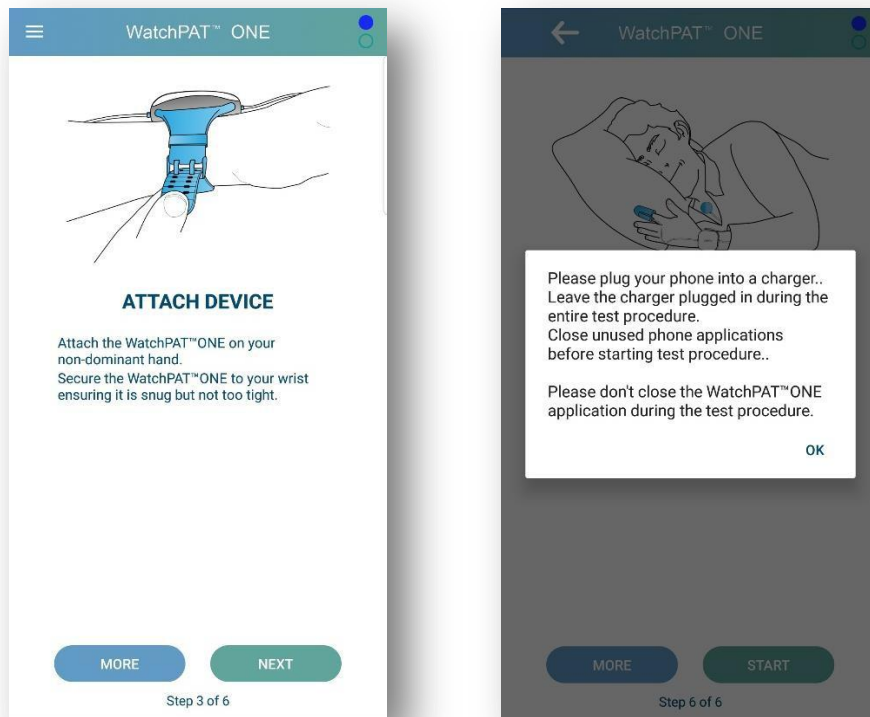 WatchPAT™ ONE
ATTACH DEVICE
Attach the WatchPAT™ONE on your
non-dominant hand.
Secure the WatchPAT™ONE to your wrist
ensuring it is snug but not too tight.
MORE
NEXT
Step 3 of 6
WatchPAT™ ONE
Please plug your phone into a charger..
Leave the charger plugged in during the
entire test procedure.
Close unused phone applications
before starting test procedure..
Please don't close the WatchPAT™ONE
application during the test procedure.
OK
MORE
START
Step 6 of 6